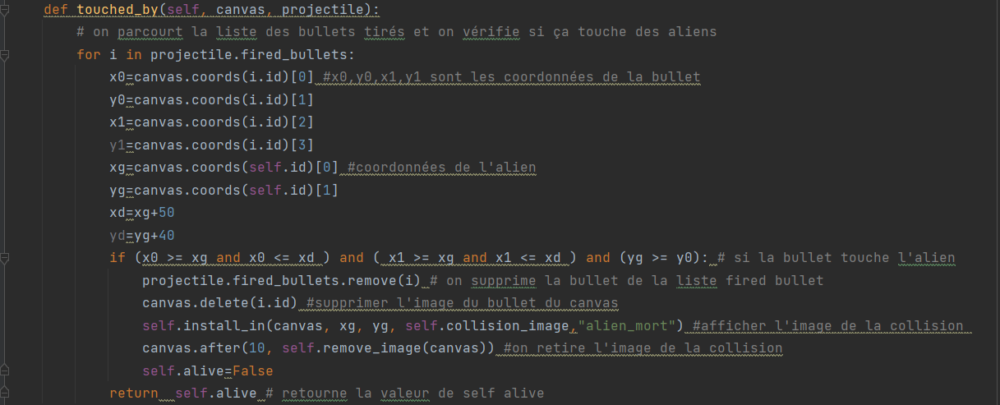 def touched_by(self, canvas, projectile):
# on parcourt la liste des bullets tirés et on vérifie si ça touche des aliens
for i in projectile.fired_bullets:
x0=canvas.coords(i.id)[0] #x0,y0,x1,y1 sont les coordonnées de la bullet
y0=canvas.coords(i.id)[1]
x1=canvas.coords(i.id)[2]
y1=canvas.coords(i.id)[3]
xg=canvas.coords(self.id)[0] #coordonnées de l'alien
yg=canvas.coords(self.id)[1]
xd=xg+50
yd=yg+40
if (x0 >= xg and x0 <= xd ) and ( x1 >= xg and x1 <= xd ) and (yg >= y0): # si la bullet touche l'alien
projectile.fired_bullets.remove(i) # on supprime la bullet de la liste fired bullet
canvas.delete(i.id) #supprimer l'image du bullet du canvas
self.install_in(canvas, xg, yg, self.collision_image,"alien_mort") #afficher l'image de la collision
canvas.after(10, self.remove_image(canvas)) #on retire l'image de la collision
self.alive=False
return  self.alive # retourne la valeur de self alive